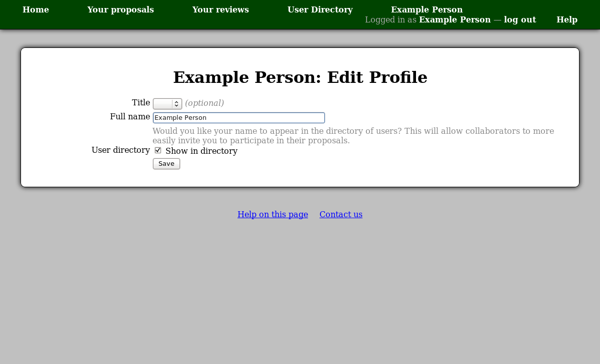 Home Your proposals Your reviews User Directory Example Person
Logged in as Example Person — log out Help
Example Person: Edit Profile
Title (optional)
Full name Example Person
Would you like your name to appear in the directory of users? This will allow collaborators to more
easily invite you to participate in their proposals.
User directory Show in directory
Save
Help on this page Contact us